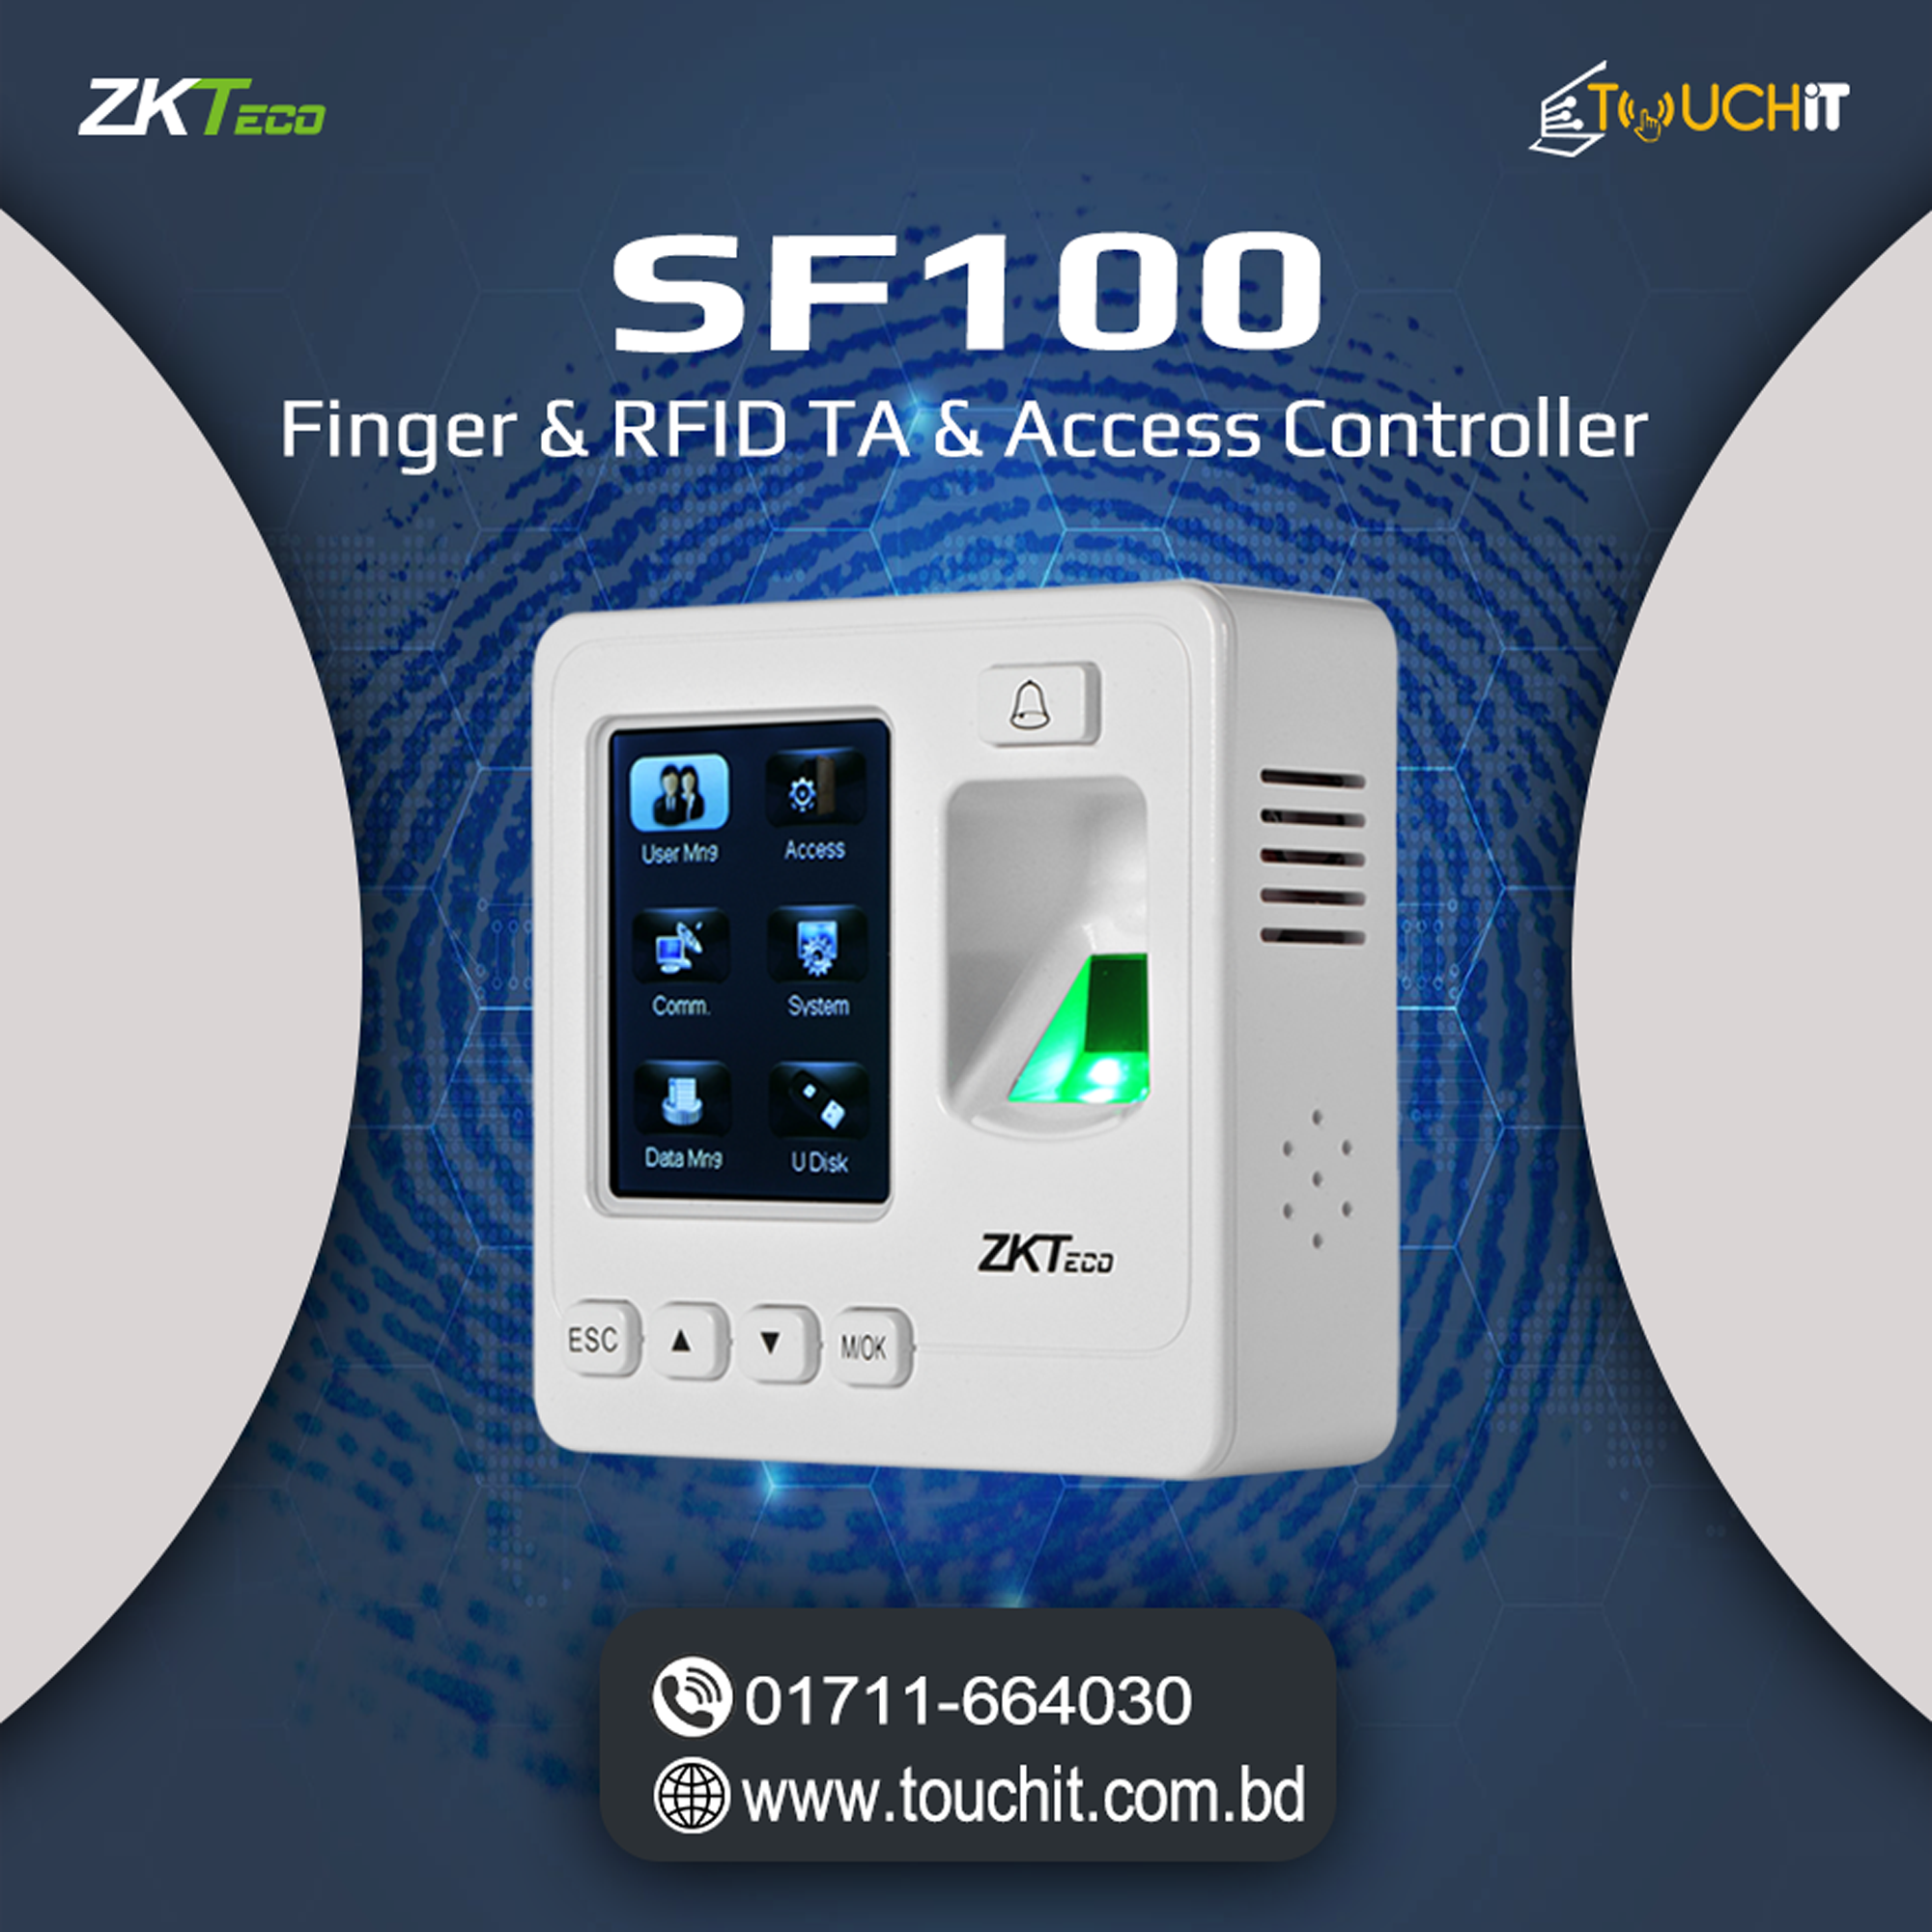 ZKTECO
TOUCHiT
SF100
Finger & RFID TA & Access Controller
User Mng
Access
Comm.
System
Data Mng
U Disk
ZKTECO
ESC ▲ ▼ M/OK
01711-664030
www.touchit.com.bd